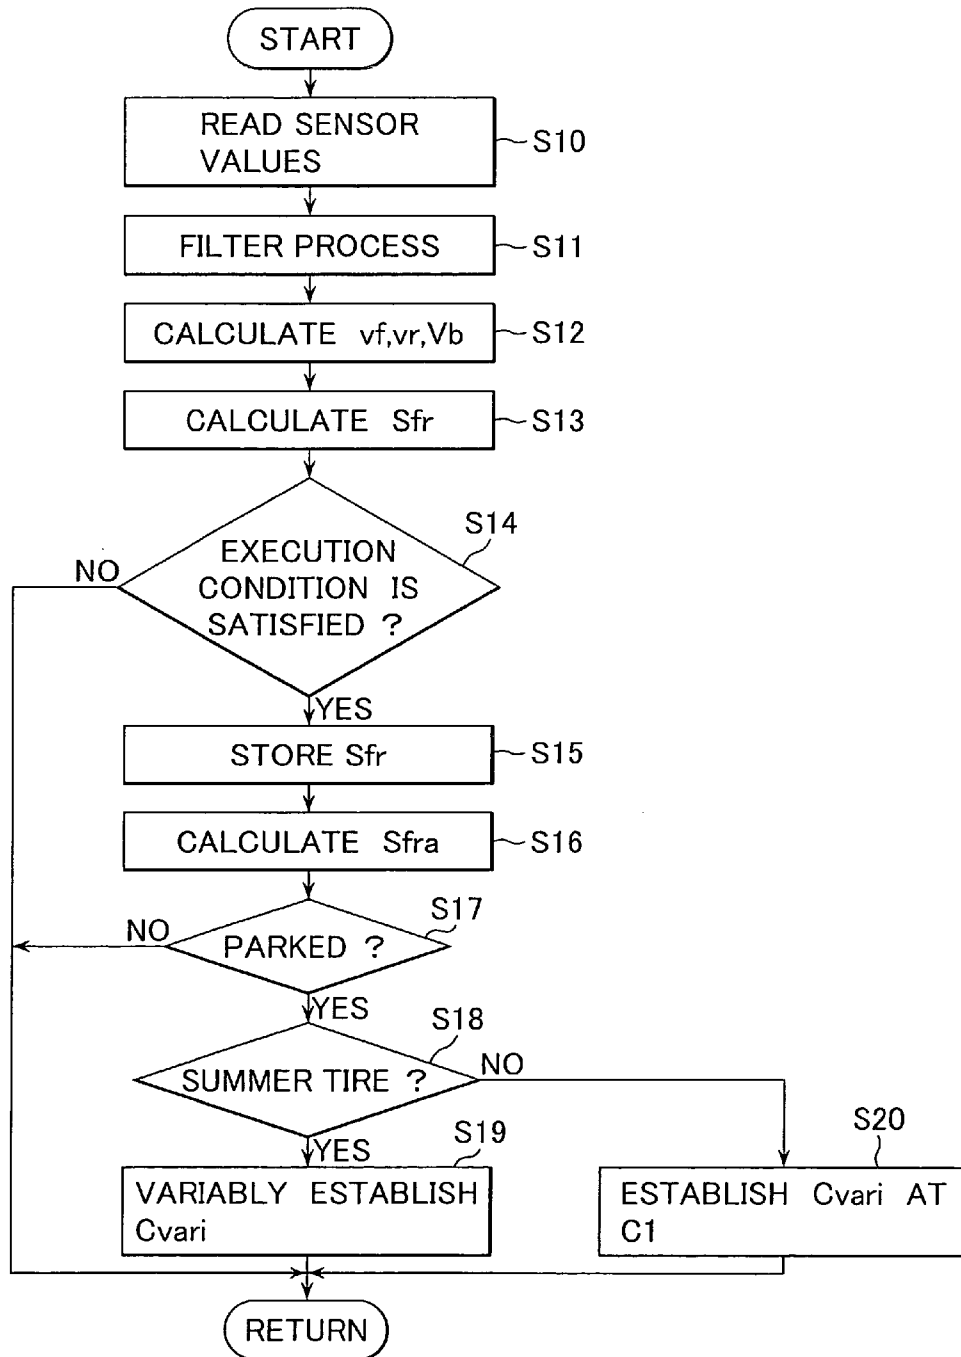 START
READ SENSOR
VALUES
S10
FILTER PROCESS
S11
CALCULATE vf,vr,Vb
S12
CALCULATE Sfr
S13
S14
EXECUTION
CONDITION IS
SATISFIED ?
NO
YES
STORE Sfr
S15
CALCULATE Sfra
S16
S17
NO
PARKED ?
YES
S18
SUMMER TIRE ?
NO
YES
S19
VARIABLY ESTABLISH
Cvari
S20
ESTABLISH Cvari AT
C1
RETURN